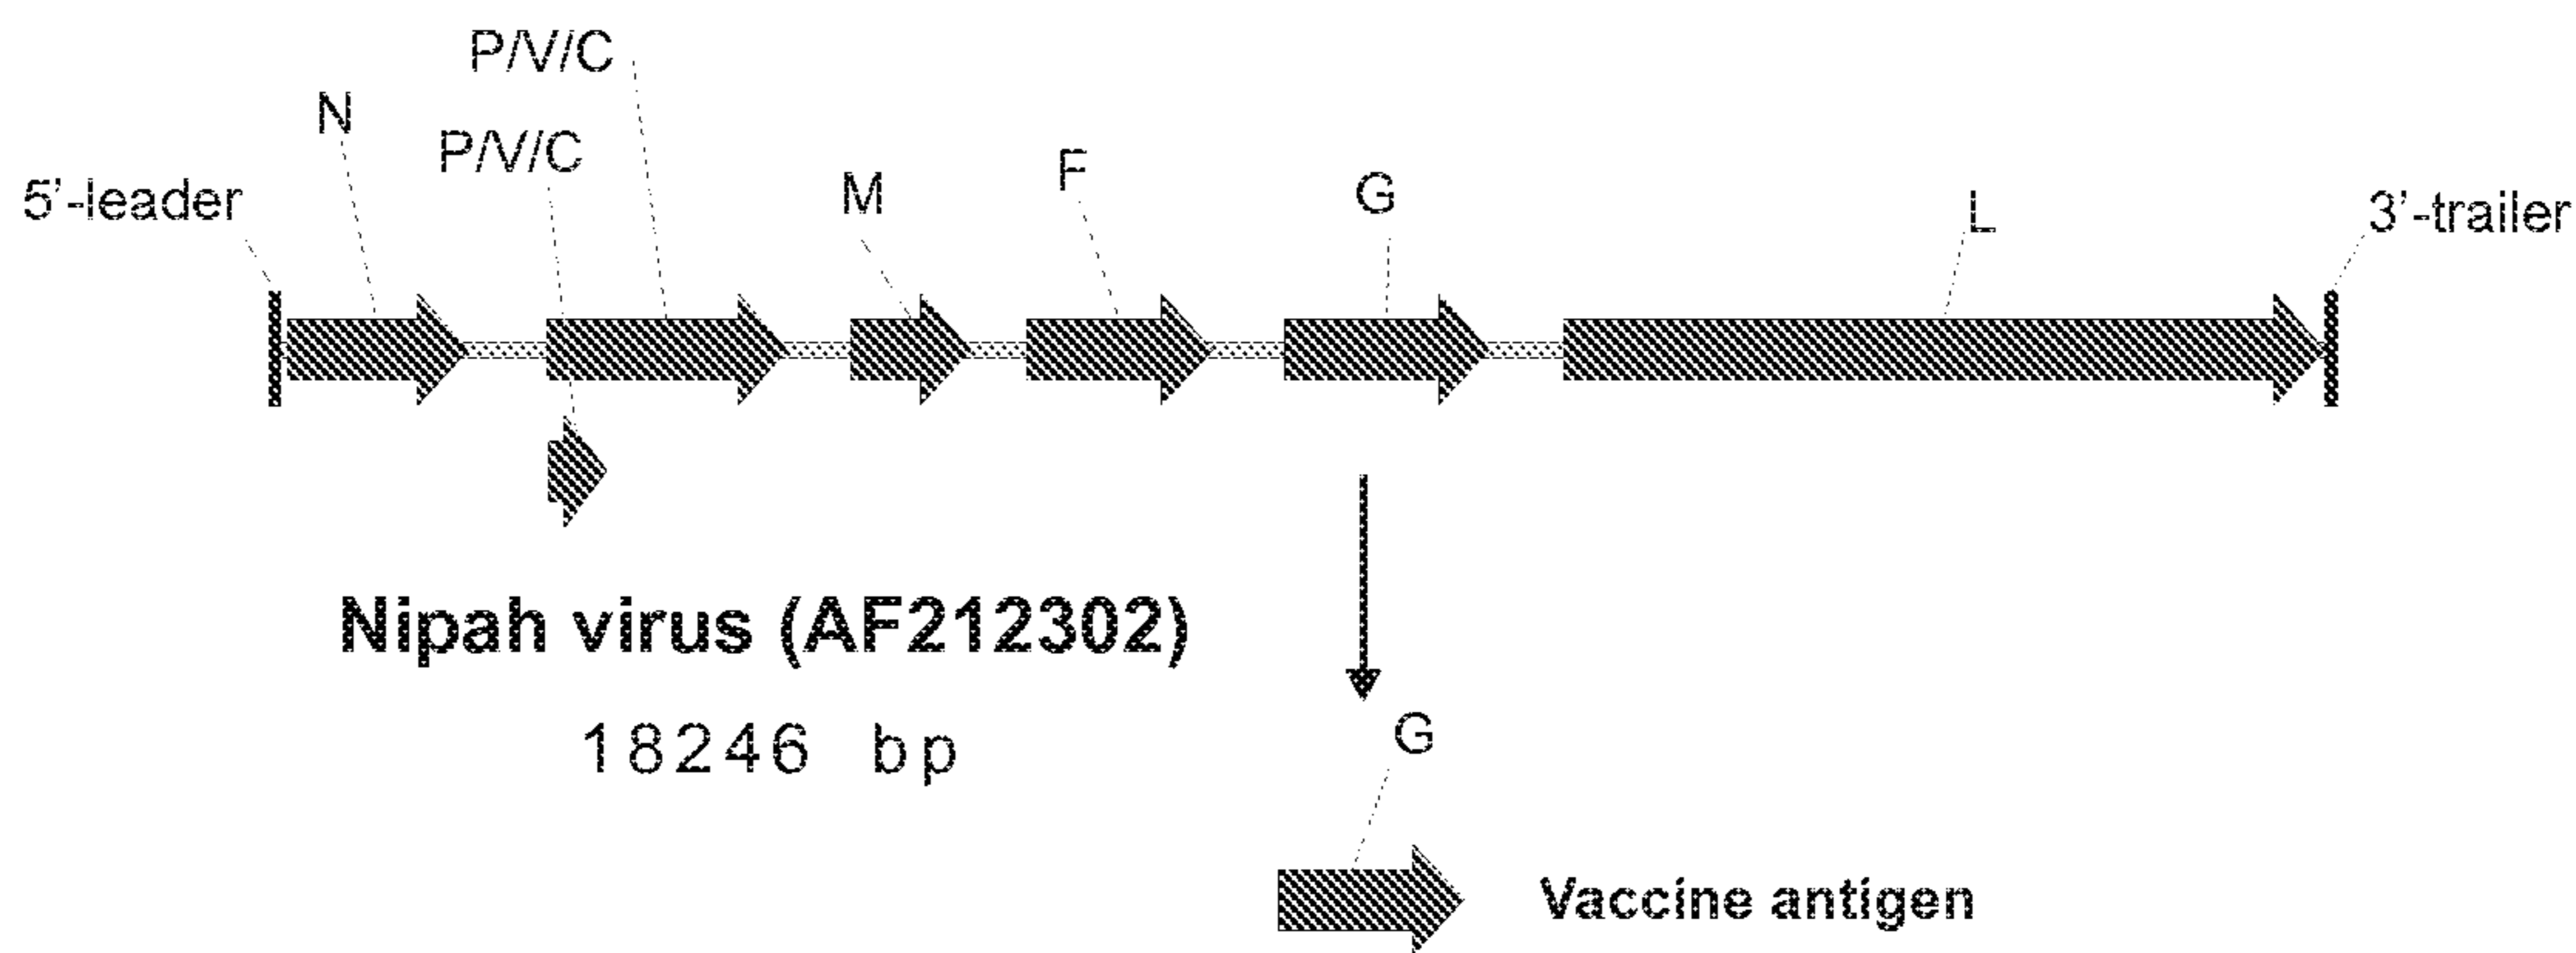 P/V/C
N
P/V/C
5'-leader
M
F
G
L
3'-trailer
Nipah virus (AF212302)
18246 bp
G
Vaccine antigen